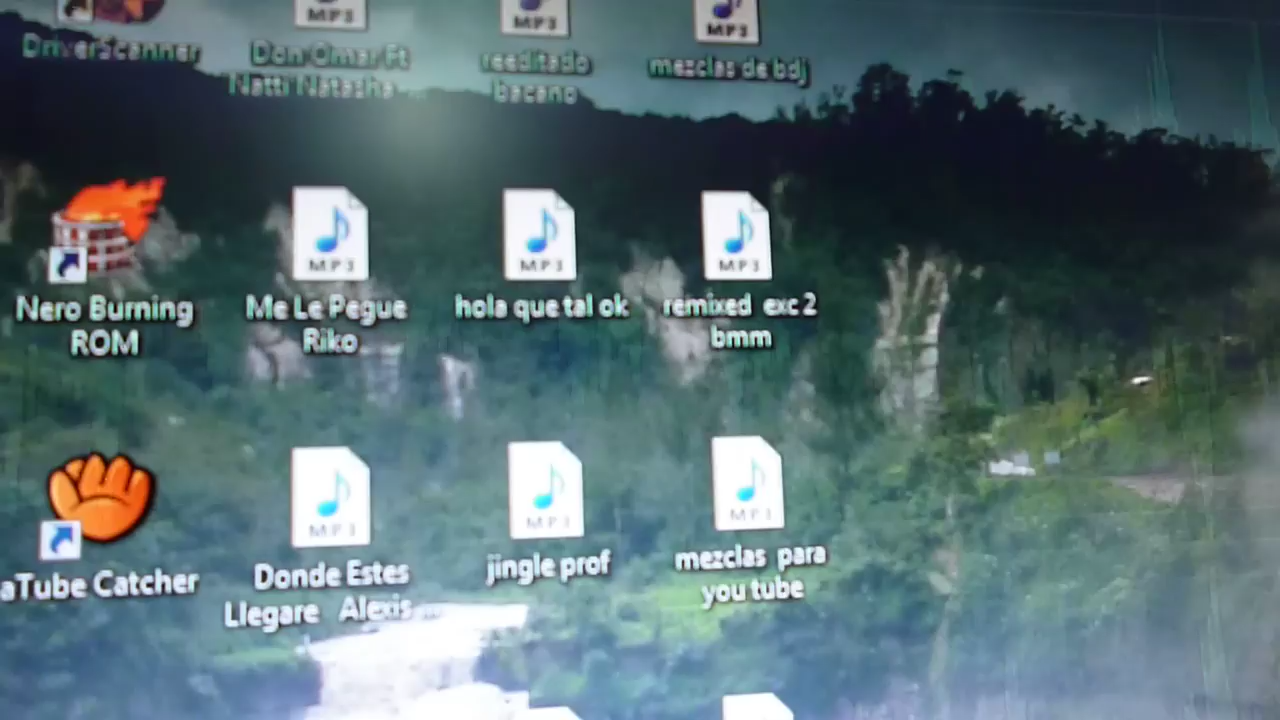 MP3
MP3
MP3
DriverScanner
Don Omar Ft
Natti Natasha
reeditado
bacano
mezclas de bdj
MP3
MP3
MP3
Nero Burning
ROM
Me Le Pegue
Riko
hola que tal ok
remixed exc 2
bmm
MP3
MP3
MP3
aTube Catcher
Donde Estes
Llegare Alexis ...
jingle prof
mezclas para
you tube